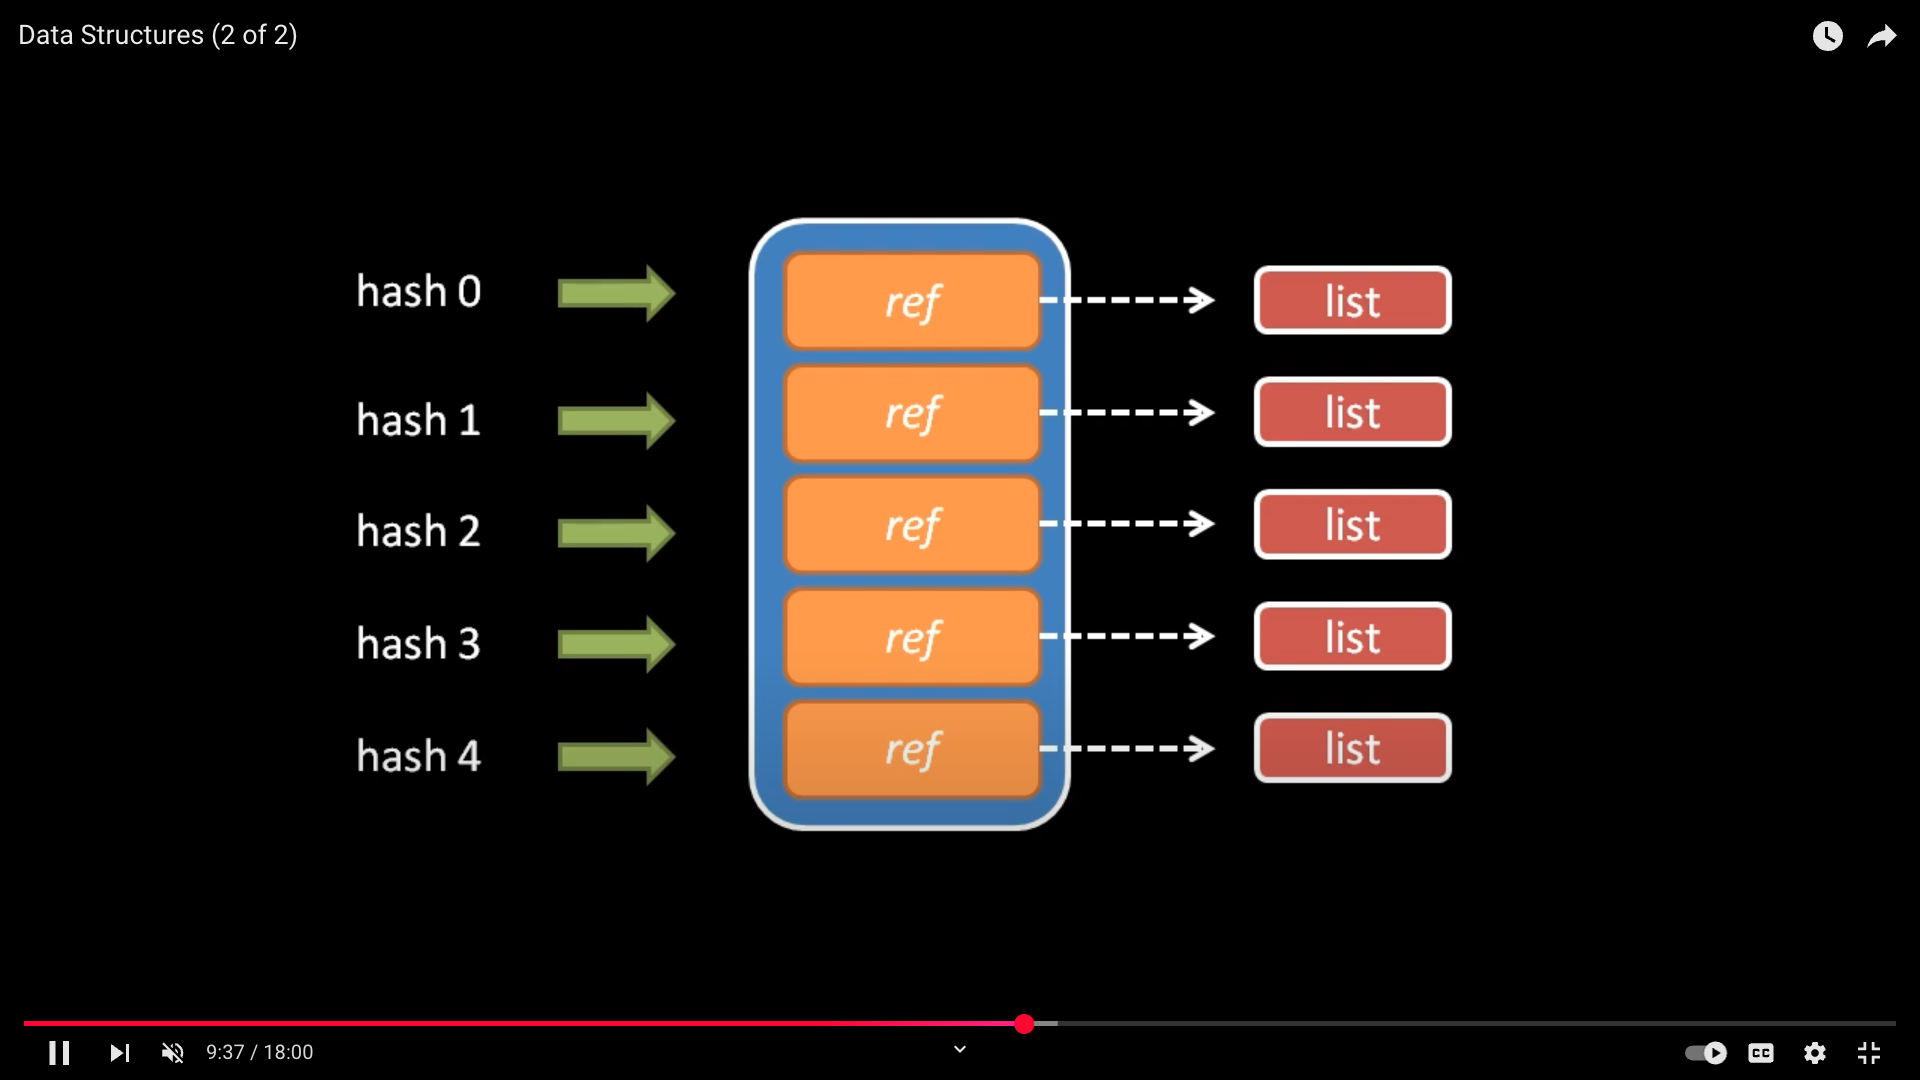 Data Structures (2 of 2)
hash 0 ref list
hash 1 ref list
hash 2 ref list
hash 3 ref list
hash 4 ref list
9:37 / 18:00 CC